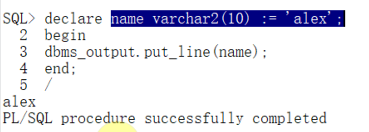 SQL> declare name varchar2(10) := 'alex';
2 begin
3 dbms_output.put_line(name);
4 end;
5 /
alex
PL/SQL procedure successfully completed